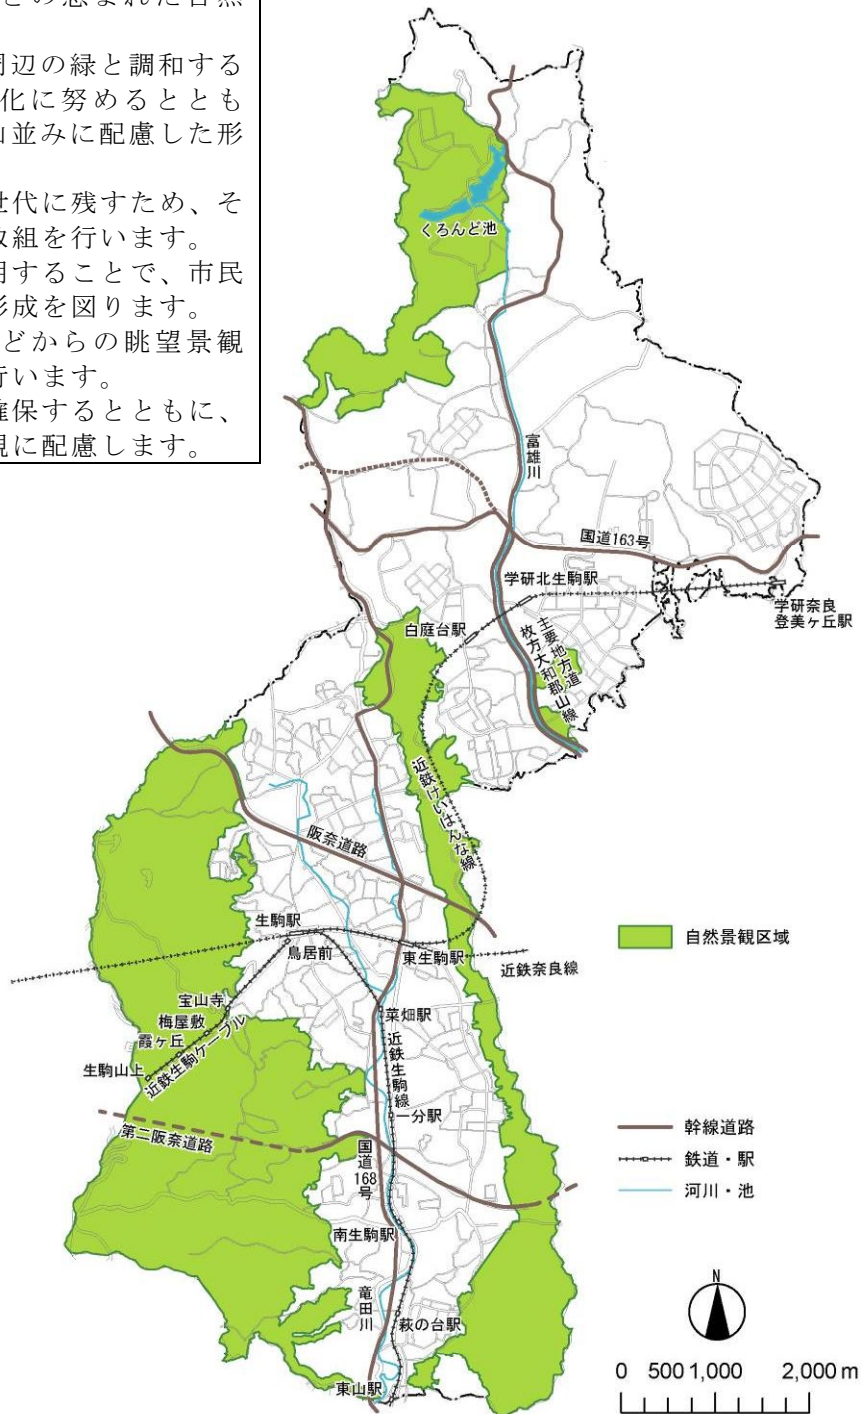 この恵まれた自然
周辺の緑と調和する
化に努めるととも
山並みに配慮した形
世代に残すため、そ
取組を行います。
用することで、市民
形成を図ります。
どからの眺望景観
行います。
確保するとともに、
観に配慮します。
くろんど池
富雄川
国道163号
学研北生駒駅
学研奈良
登美ヶ丘駅
白庭台駅
主要地方道
枚方大和郡山線
近鉄けいはんな線
阪奈道路
生駒駅
鳥居前
東生駒駅
近鉄奈良線
宝山寺
梅屋敷
霞ヶ丘
生駒山上
近鉄生駒ケーブル
菜畑駅
近鉄生駒線
一分駅
第二阪奈道路
国道168号
南生駒駅
竜田川
萩の台駅
東山駅
自然景観区域
幹線道路
鉄道・駅
河川・池
N
0 500 1,000 2,000 m